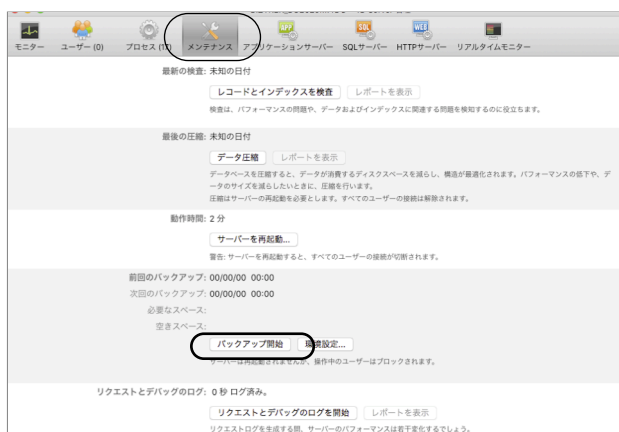 モニター ユーザー (0) プロセス (17) メンテナンス アプリケーションサーバー SQLサーバー HTTPサーバー リアルタイムモニター
最新の検査: 未知の日付
レコードとインデックスを検査 レポートを表示
検査は、パフォーマンスの問題や、データおよびインデックスに関連する問題を検知するのに役立ちます。
最後の圧縮: 未知の日付
データ圧縮 レポートを表示
データベースを圧縮すると、データが消費するディスクスペースを減らし、構造が最適化されます。パフォーマンスの低下や、デ
ータのサイズを減らしたいときに、圧縮を行います。
圧縮はサーバーの再起動を必要とします。すべてのユーザーの接続は解除されます。
動作時間: 2 分
サーバーを再起動...
警告: サーバーを再起動すると、すべてのユーザーの接続が切断されます。
前回のバックアップ: 00/00/00 00:00
次回のバックアップ: 00/00/00 00:00
必要なスペース:
空きスペース:
バックアップ開始 環境設定...
サーバーは再起動されませんが、操作中のユーザーはブロックされます。
リクエストとデバッグのログ: 0 秒 ログ済み。
リクエストとデバッグのログを開始 レポートを表示
リクエストログを生成する間、サーバーのパフォーマンスは若干変化するでしょう。